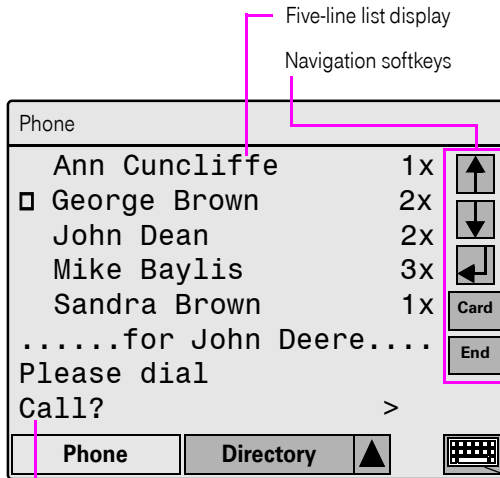 Five-line list display
Navigation softkeys
Phone
Ann Cuncliffe 1x
George Brown 2x
John Dean 2x
Mike Baylis 3x
Sandra Brown 1x
Card
......for John Deere....
End
Please dial
Call? >
Phone Directory